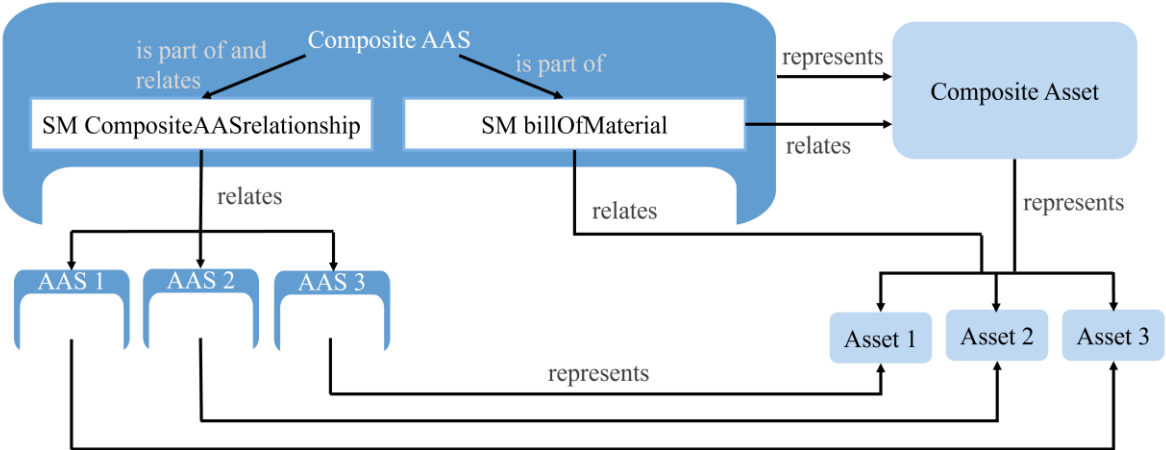 Composite AAS
is part of and
relates
is part of
represents
Composite Asset
SM CompositeAASrelationship
SM billOfMaterial
relates
relates
relates
represents
AAS 1
AAS 2
AAS 3
Asset 1
Asset 2
Asset 3
represents